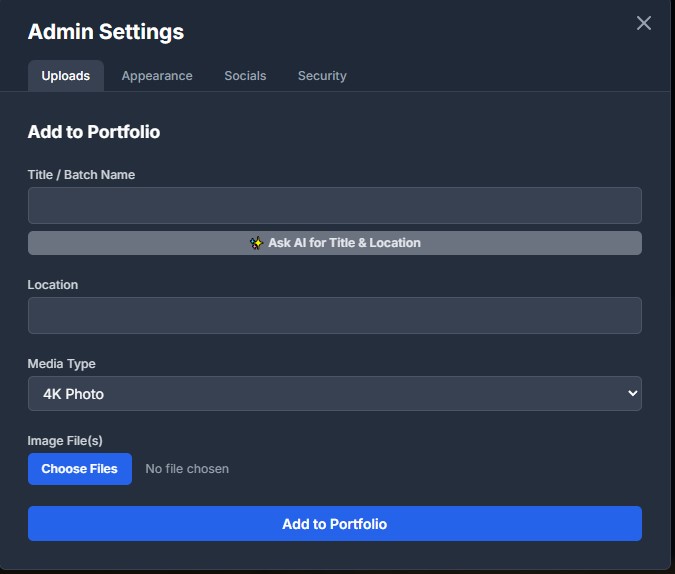 Admin Settings
Uploads Appearance Socials Security
Add to Portfolio
Title / Batch Name
✨ Ask AI for Title & Location
Location
Media Type
4K Photo
Image File(s)
Choose Files No file chosen
Add to Portfolio